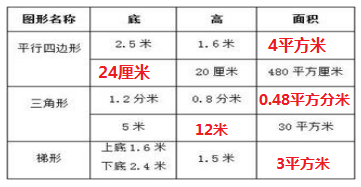 图形名称 底 高 面积
平行四边形 2.5 米 1.6 米 4平方米
24厘米 20 厘米 480 平方厘米
三角形 1.2 分米 0.8 分米 0.48平方分米
5 米 12米 30 平方米
梯形 上底 1.6 米 1.5 米 3平方米
下底 2.4 米